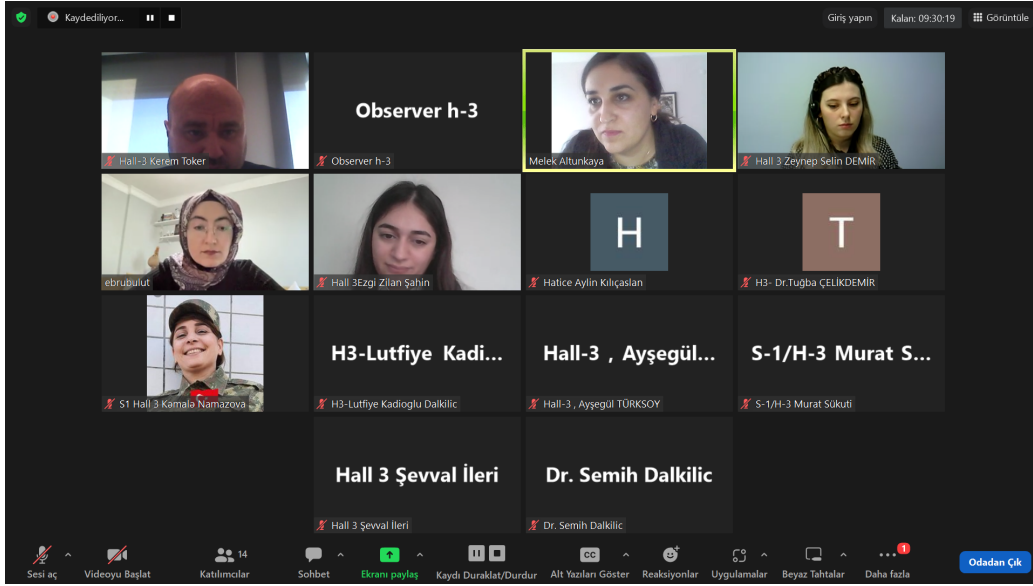 Kaydediliyor...
Giriş yapın
Kalan: 09:30:19
Görüntüle
Hall-3 Kerem Toker
Observer h-3
Observer h-3
Melek Altunkaya
Hall 3 Zeynep Selin DEMİR
ebrubulut
Hall 3Ezgi Zilan Şahin
H
Hatice Aylin Kılıçaslan
T
H3- Dr.Tuğba ÇELİKDEMİR
S1 Hall 3 Kamala Namazova
H3-Lutfiye Kadi...
H3-Lutfiye Kadioglu Dalkilic
Hall-3 , Ayşegül...
Hall-3 , Ayşegül TÜRKSOY
S-1/H-3 Murat S...
S-1/H-3 Murat Sükuti
Hall 3 Şevval İleri
Hall 3 Şevval İleri
Dr. Semih Dalkilic
Dr. Semih Dalkilic
Sesi aç
Videoyu Başlat
14
Katılımcılar
Sohbet
Ekranı paylaş
Kaydı Duraklat/Durdur
CC
Alt Yazıları Göster
Reaksiyonlar
Uygulamalar
Beyaz Tahtalar
1
Daha fazla
Odadan Çık